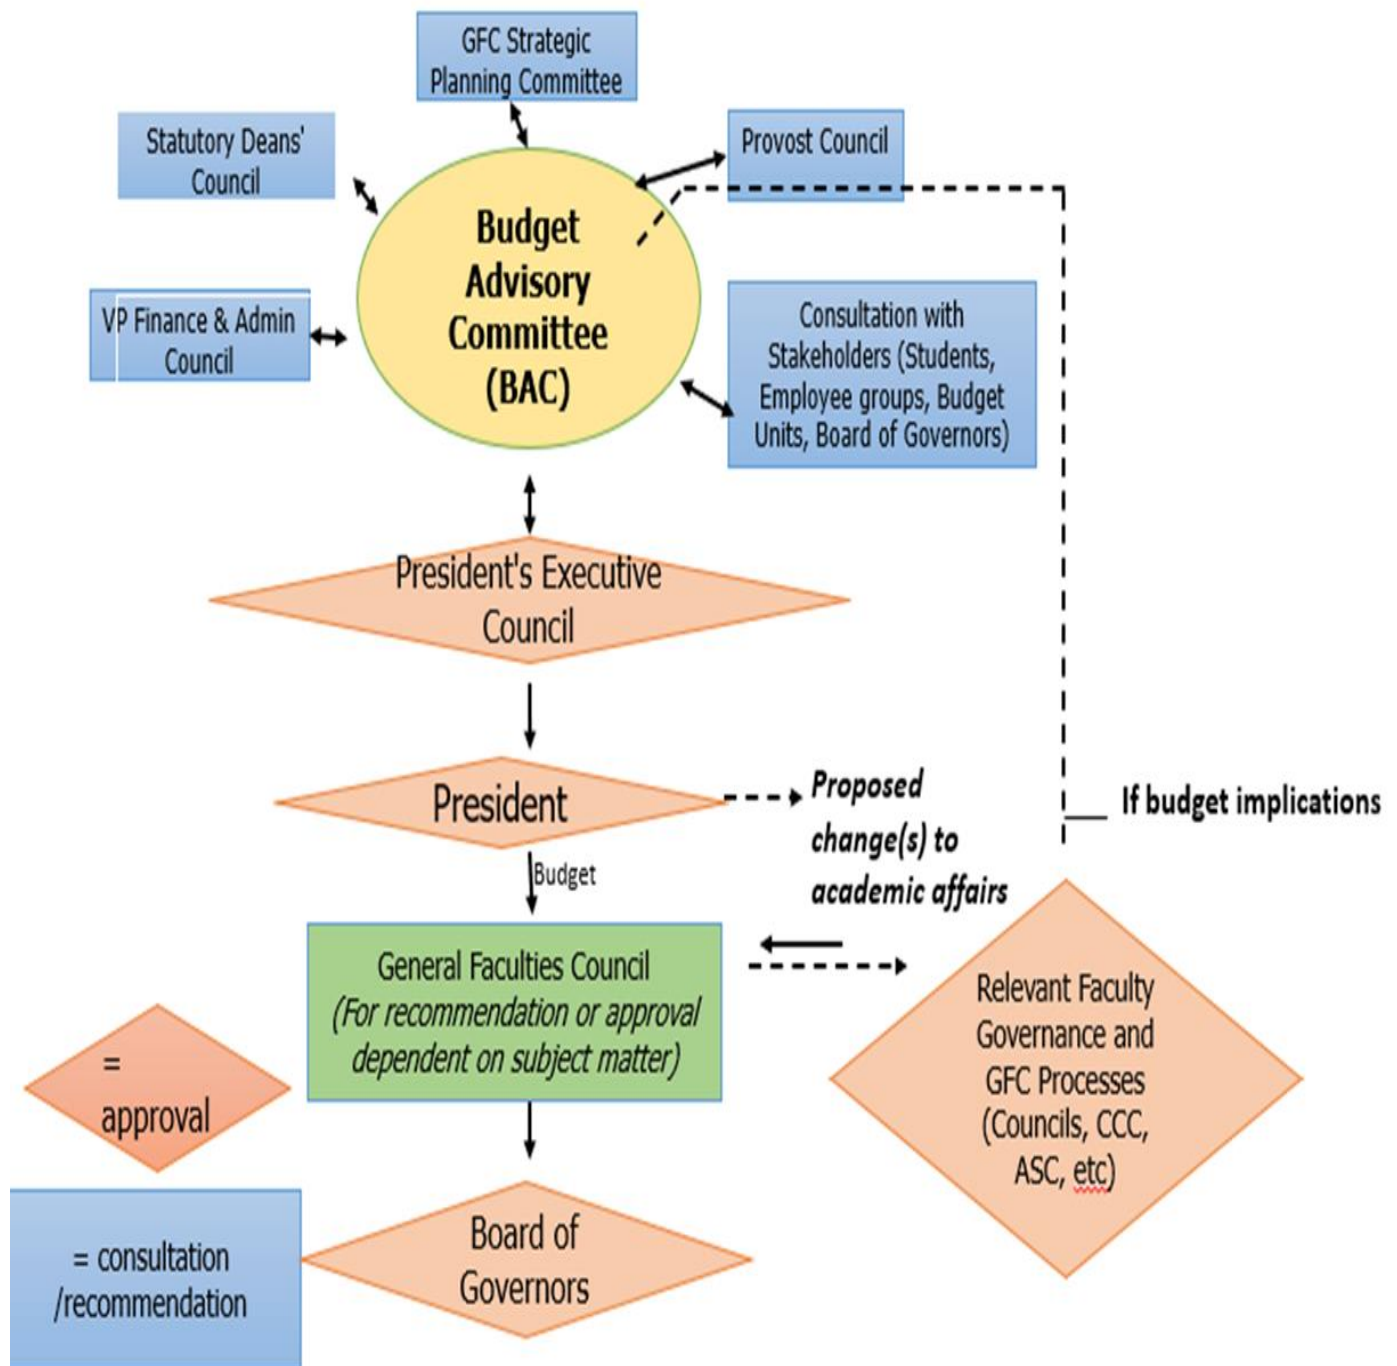 GFC Strategic
Planning Committee
Statutory Deans'
Council
Provost Council
Budget
Advisory
Committee
(BAC)
VP Finance & Admin
Council
Consultation with
Stakeholders (Students,
Employee groups, Budget
Units, Board of Governors)
President's Executive
Council
President
Proposed
change(s) to
academic affairs
If budget implications
Budget
General Faculties Council
(For recommendation or approval
dependent on subject matter)
Relevant Faculty
Governance and
GFC Processes
(Councils, CCC,
ASC, etc)
=
approval
= consultation
/recommendation
Board of
Governors